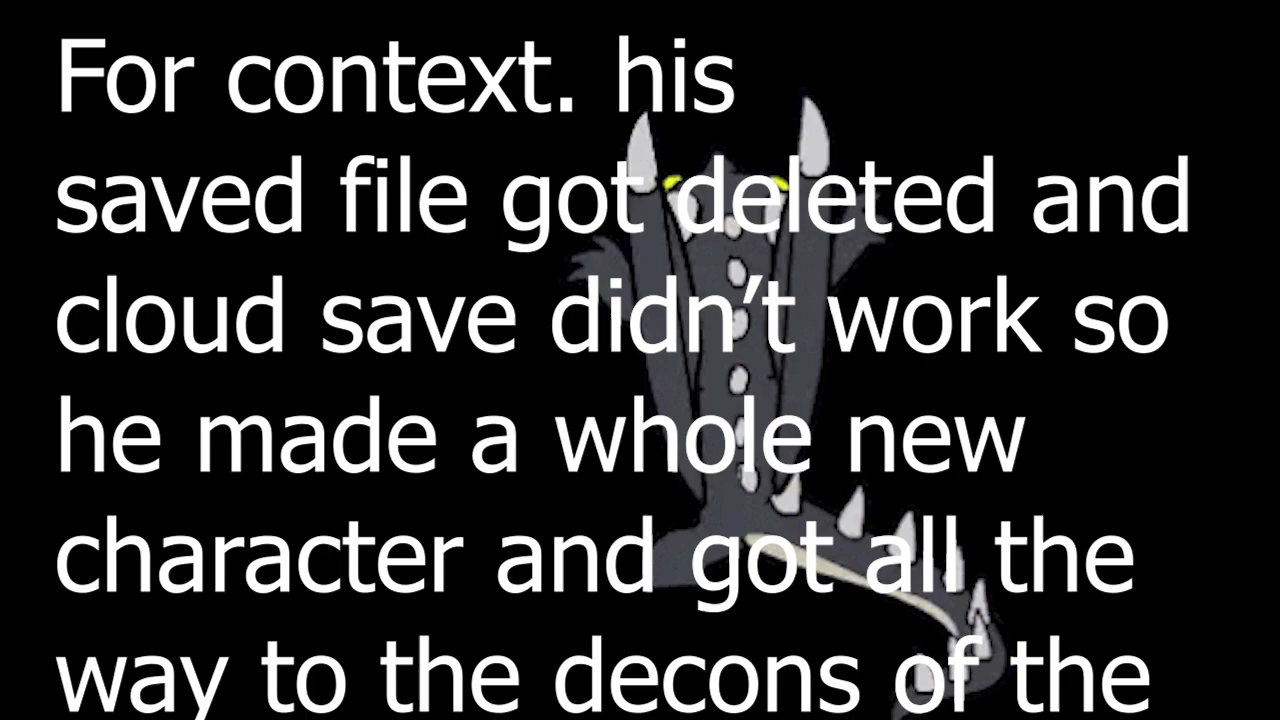 For context. his
saved file got deleted and
cloud save didn’t work so
he made a whole new
character and got all the
way to the decons of the